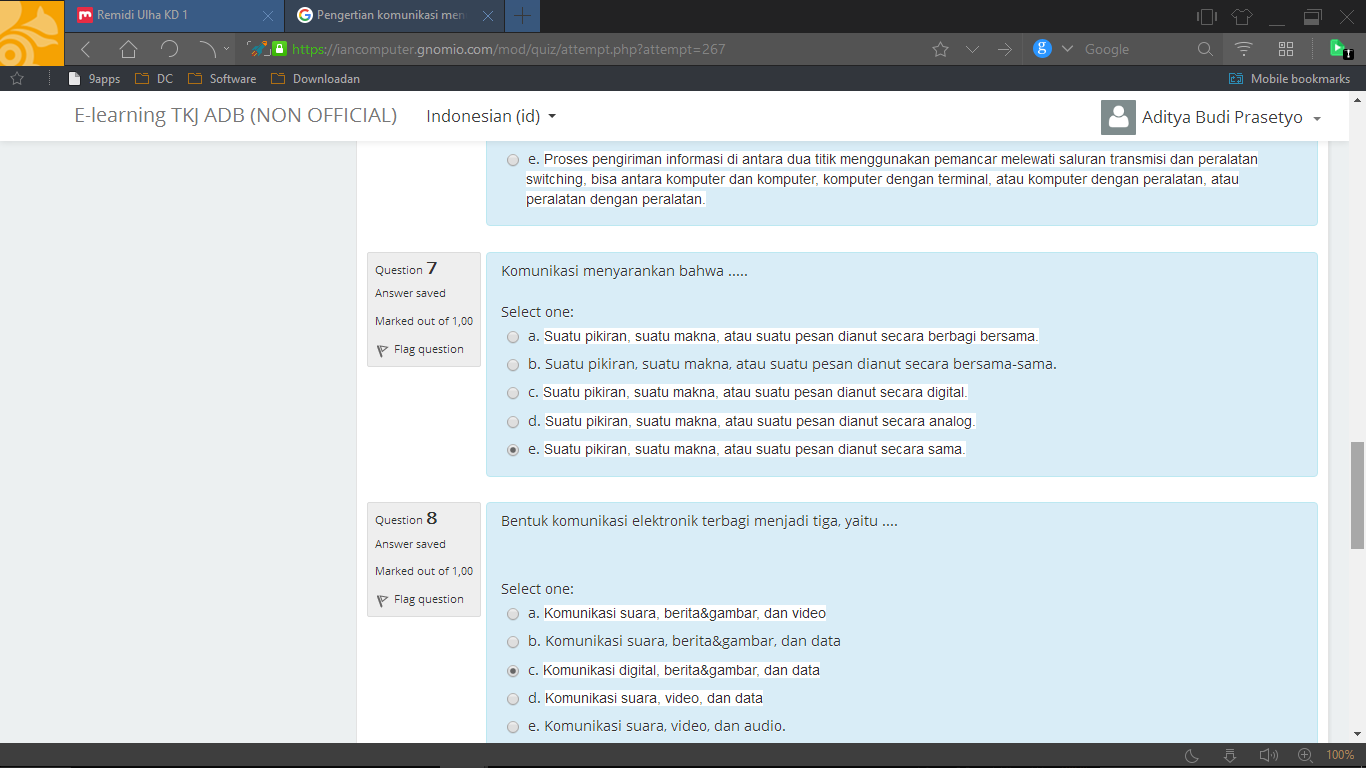 Remidi Ulha KD 1
Pengertian komunikasi men
https://iancomputer.gnomio.com/mod/quiz/attempt.php?attempt=267
g
Google
9apps
DC
Software
Downloadan
Mobile bookmarks
E-learning TKJ ADB (NON OFFICIAL)
Indonesian (id)
Aditya Budi Prasetyo
e. Proses pengiriman informasi di antara dua titik menggunakan pemancar melewati saluran transmisi dan peralatan
switching, bisa antara komputer dan komputer, komputer dengan terminal, atau komputer dengan peralatan, atau
peralatan dengan peralatan.
Question 7
Answer saved
Marked out of 1,00
Flag question
Komunikasi menyarankan bahwa .....
Select one:
a. Suatu pikiran, suatu makna, atau suatu pesan dianut secara berbagi bersama.
b. Suatu pikiran, suatu makna, atau suatu pesan dianut secara bersama-sama.
c. Suatu pikiran, suatu makna, atau suatu pesan dianut secara digital.
d. Suatu pikiran, suatu makna, atau suatu pesan dianut secara analog.
e. Suatu pikiran, suatu makna, atau suatu pesan dianut secara sama.
Question 8
Answer saved
Marked out of 1,00
Flag question
Bentuk komunikasi elektronik terbagi menjadi tiga, yaitu ....
Select one:
a. Komunikasi suara, berita&gambar, dan video
b. Komunikasi suara, berita&gambar, dan data
c. Komunikasi digital, berita&gambar, dan data
d. Komunikasi suara, video, dan data
e. Komunikasi suara, video, dan audio.
100%